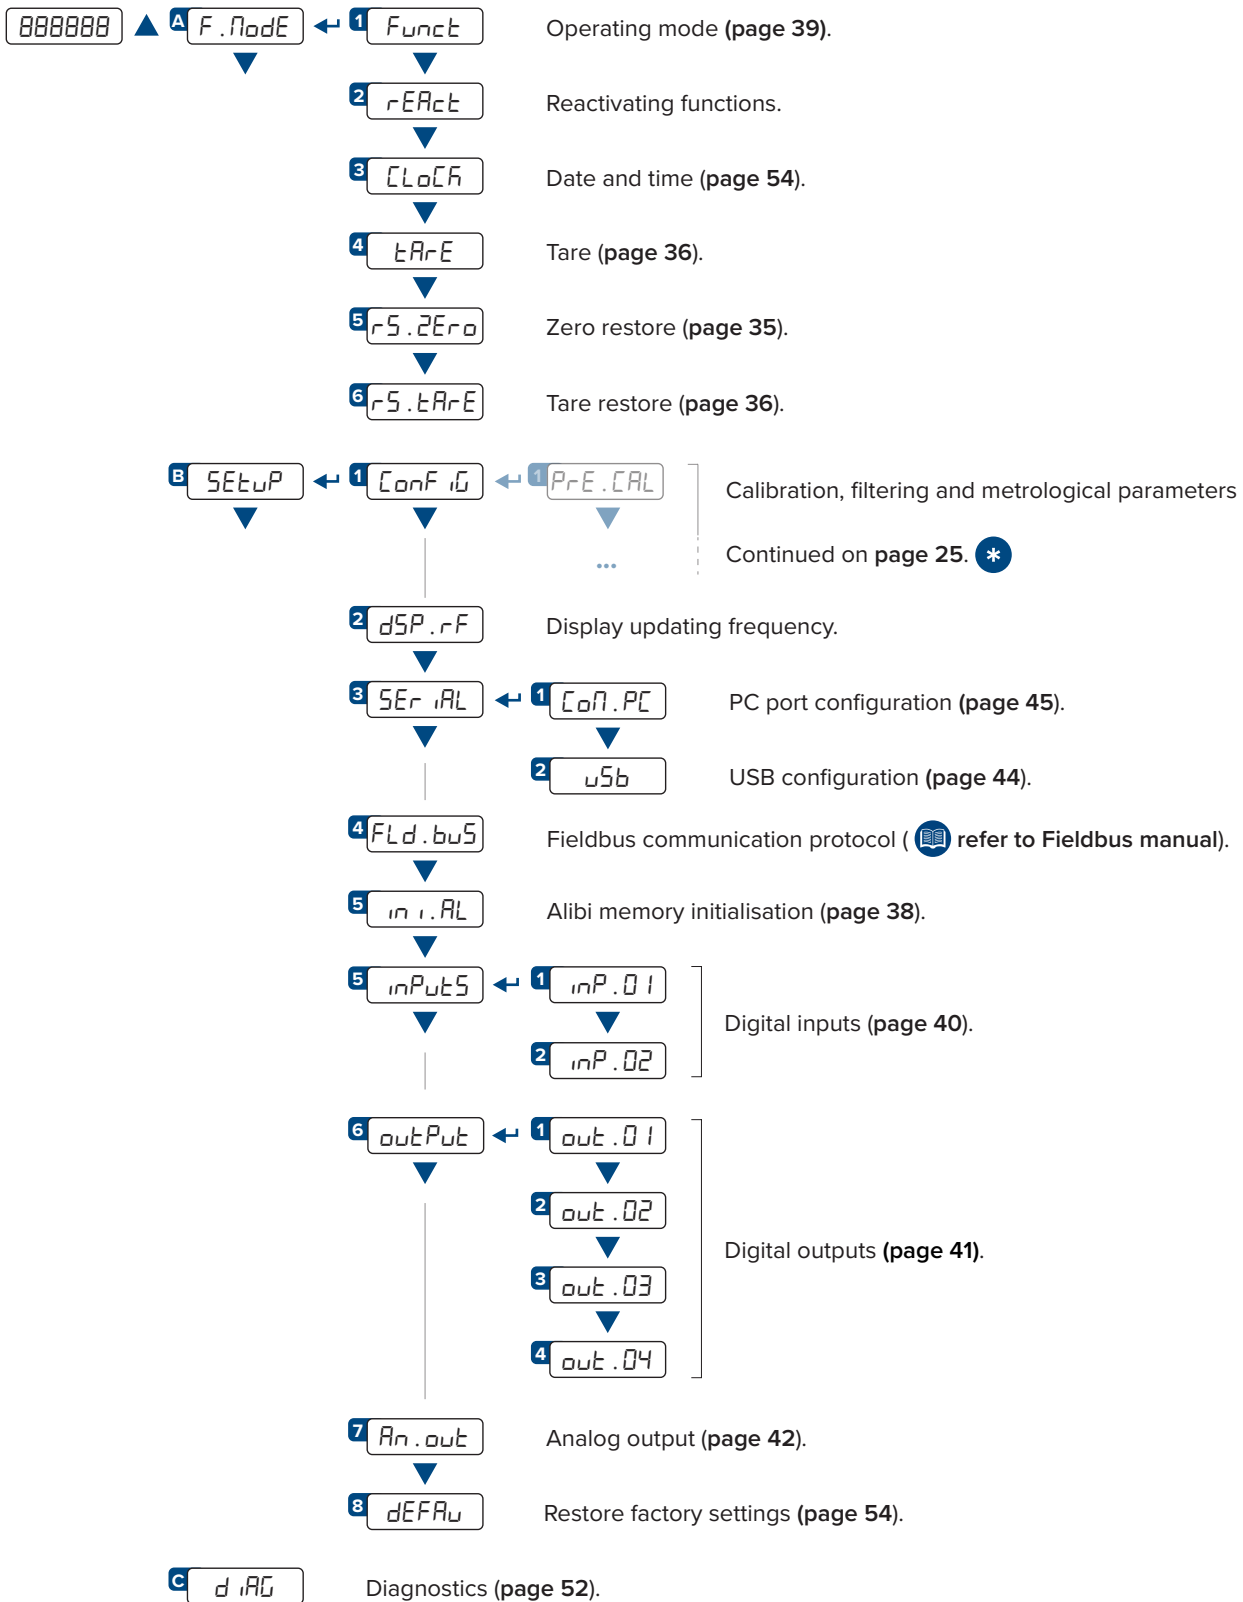 888888 A F.ModE 1 Funct Operating mode (page 39).
2 rEAct Reactivating functions.
3 CLoCk Date and time (page 54).
4 tArE Tare (page 36).
5 rS.ZEro Zero restore (page 35).
6 rS.tArE Tare restore (page 36).
B SEtuP 1 ConFiG 1 PrE.CAL Calibration, filtering and metrological parameters
... Continued on page 25. *
2 dSP.rF Display updating frequency.
3 SEriAL 1 CoM.PC PC port configuration (page 45).
2 uSb USB configuration (page 44).
4 FLd.buS Fieldbus communication protocol ( refer to Fieldbus manual).
5 ini.AL Alibi memory initialisation (page 38).
5 inPutS 1 inP.01
Digital inputs (page 40).
2 inP.02
6 outPut 1 out.01
2 out.02
Digital outputs (page 41).
3 out.03
4 out.04
7 An.out Analog output (page 42).
8 dEFAu Restore factory settings (page 54).
C diAG Diagnostics (page 52).